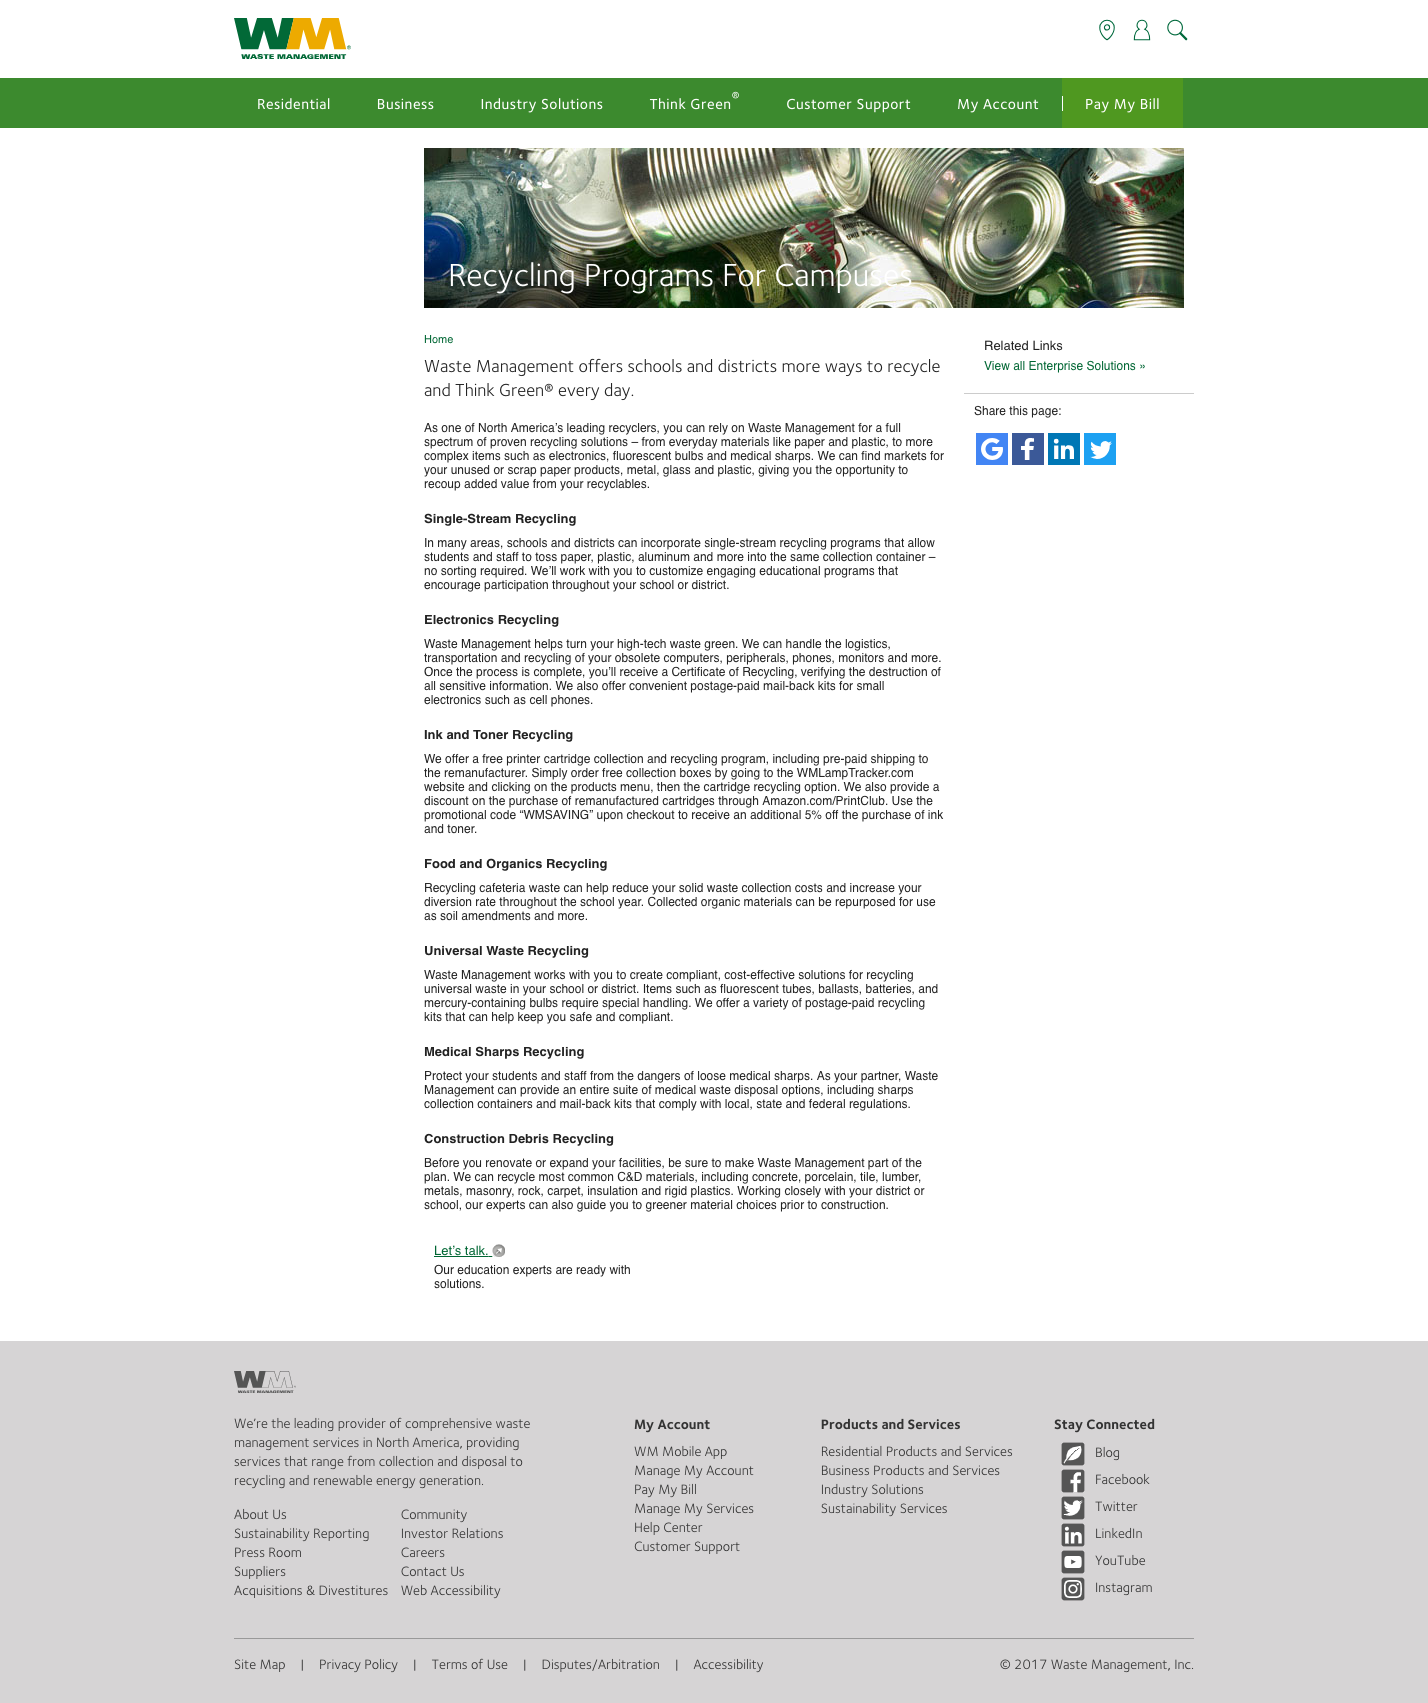 WM
WASTE MANAGEMENT
Residential Business Industry Solutions Think Green® Customer Support My Account | Pay My Bill
Recycling Programs For Campuses
Home
Waste Management offers schools and districts more ways to recycle
and Think Green® every day.
As one of North America’s leading recyclers, you can rely on Waste Management for a full
spectrum of proven recycling solutions – from everyday materials like paper and plastic, to more
complex items such as electronics, fluorescent bulbs and medical sharps. We can find markets for
your unused or scrap paper products, metal, glass and plastic, giving you the opportunity to
recoup added value from your recyclables.
Single-Stream Recycling
In many areas, schools and districts can incorporate single-stream recycling programs that allow
students and staff to toss paper, plastic, aluminum and more into the same collection container –
no sorting required. We’ll work with you to customize engaging educational programs that
encourage participation throughout your school or district.
Electronics Recycling
Waste Management helps turn your high-tech waste green. We can handle the logistics,
transportation and recycling of your obsolete computers, peripherals, phones, monitors and more.
Once the process is complete, you’ll receive a Certificate of Recycling, verifying the destruction of
all sensitive information. We also offer convenient postage-paid mail-back kits for small
electronics such as cell phones.
Ink and Toner Recycling
We offer a free printer cartridge collection and recycling program, including pre-paid shipping to
the remanufacturer. Simply order free collection boxes by going to the WMLampTracker.com
website and clicking on the products menu, then the cartridge recycling option. We also provide a
discount on the purchase of remanufactured cartridges through Amazon.com/PrintClub. Use the
promotional code “WMSAVING” upon checkout to receive an additional 5% off the purchase of ink
and toner.
Food and Organics Recycling
Recycling cafeteria waste can help reduce your solid waste collection costs and increase your
diversion rate throughout the school year. Collected organic materials can be repurposed for use
as soil amendments and more.
Universal Waste Recycling
Waste Management works with you to create compliant, cost-effective solutions for recycling
universal waste in your school or district. Items such as fluorescent tubes, ballasts, batteries, and
mercury-containing bulbs require special handling. We offer a variety of postage-paid recycling
kits that can help keep you safe and compliant.
Medical Sharps Recycling
Protect your students and staff from the dangers of loose medical sharps. As your partner, Waste
Management can provide an entire suite of medical waste disposal options, including sharps
collection containers and mail-back kits that comply with local, state and federal regulations.
Construction Debris Recycling
Before you renovate or expand your facilities, be sure to make Waste Management part of the
plan. We can recycle most common C&D materials, including concrete, porcelain, tile, lumber,
metals, masonry, rock, carpet, insulation and rigid plastics. Working closely with your district or
school, our experts can also guide you to greener material choices prior to construction.
Let’s talk.
Our education experts are ready with
solutions.
Related Links
View all Enterprise Solutions »
Share this page:
WM
WASTE MANAGEMENT
We’re the leading provider of comprehensive waste
management services in North America, providing
services that range from collection and disposal to
recycling and renewable energy generation.
About Us
Sustainability Reporting
Press Room
Suppliers
Acquisitions & Divestitures
Community
Investor Relations
Careers
Contact Us
Web Accessibility
My Account
WM Mobile App
Manage My Account
Pay My Bill
Manage My Services
Help Center
Customer Support
Products and Services
Residential Products and Services
Business Products and Services
Industry Solutions
Sustainability Services
Stay Connected
Blog
Facebook
Twitter
LinkedIn
YouTube
Instagram
Site Map | Privacy Policy | Terms of Use | Disputes/Arbitration | Accessibility
© 2017 Waste Management, Inc.